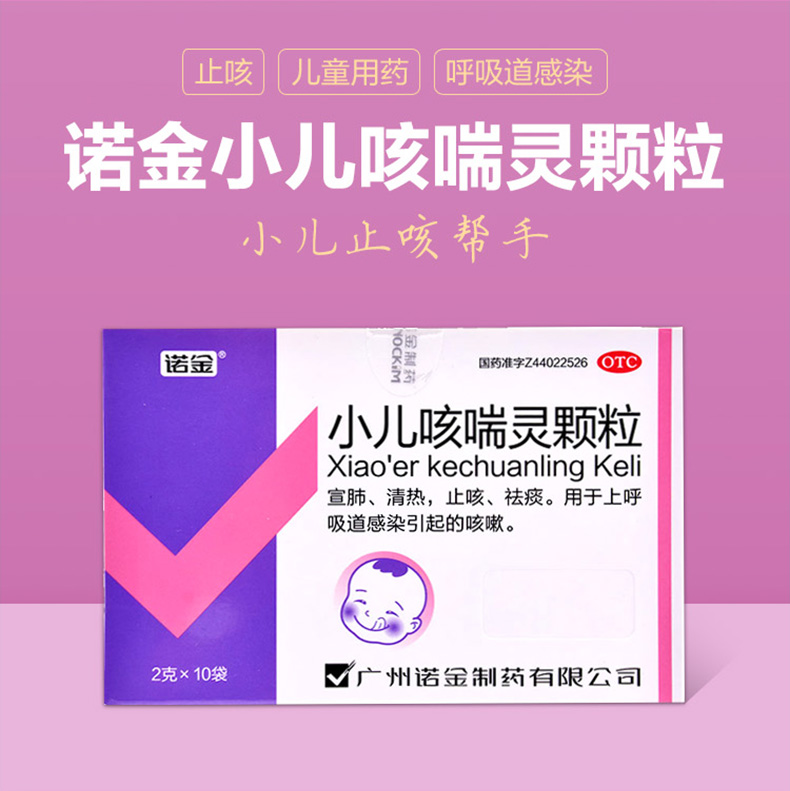 止咳 儿童用药 呼吸道感染
诺金小儿咳喘灵颗粒
小儿止咳帮手
诺金®
金制药
NOCKIM
国药准字Z44022526 OTC
小儿咳喘灵颗粒
Xiao'er kechuanling Keli
宣肺、清热，止咳、祛痰。用于上呼
吸道感染引起的咳嗽。
2克×10袋
广州诺金制药有限公司